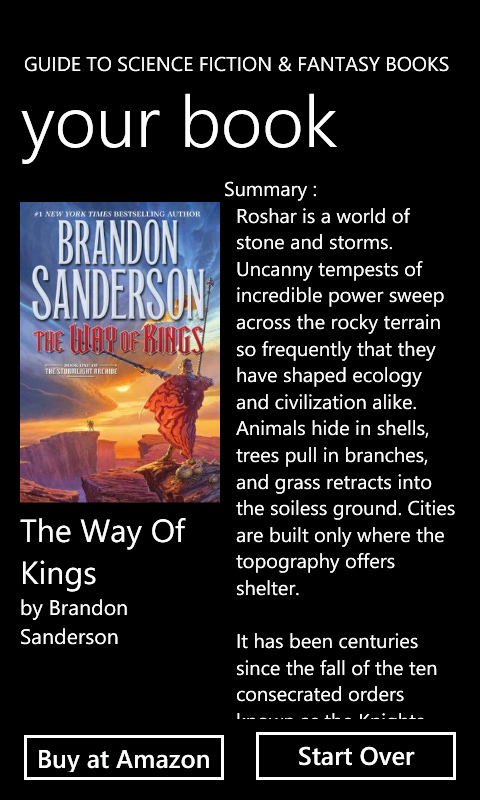 GUIDE TO SCIENCE FICTION & FANTASY BOOKS
your book
#1 NEW YORK TIMES BESTSELLING AUTHOR
BRANDON
SANDERSON
THE WAY OF KINGS
BOOK ONE OF
THE STORMLIGHT ARCHIVE
The Way Of
Kings
by Brandon
Sanderson
Summary :
Roshar is a world of
stone and storms.
Uncanny tempests of
incredible power sweep
across the rocky terrain
so frequently that they
have shaped ecology
and civilization alike.
Animals hide in shells,
trees pull in branches,
and grass retracts into
the soiless ground. Cities
are built only where the
topography offers
shelter.
It has been centuries
since the fall of the ten
consecrated orders
known as the Knights
Buy at Amazon
Start Over